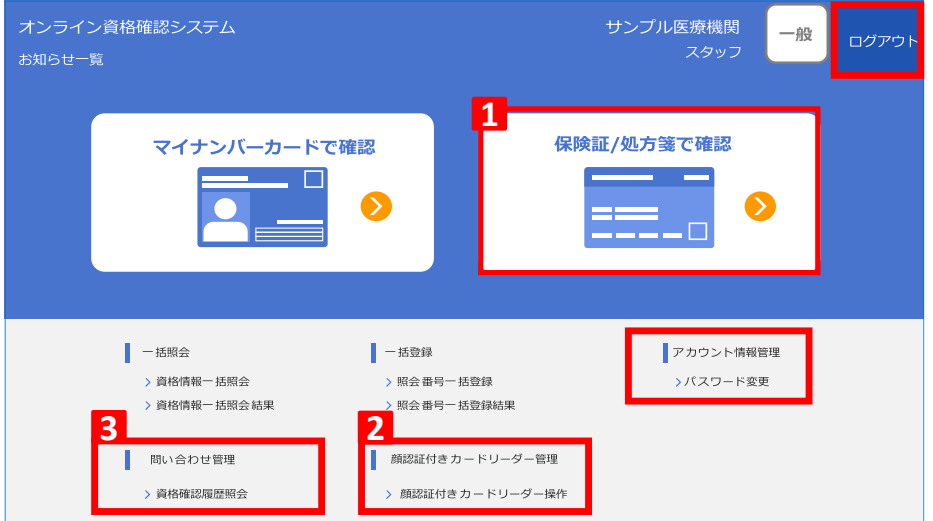 オンライン資格確認システム
サンプル医療機関
一般
ログアウト
お知らせ一覧
スタッフ
1
マイナンバーカードで確認
保険証/処方箋で確認
一括照会
一括登録
アカウント情報管理
資格情報一括照会
照会番号一括登録
パスワード変更
資格情報一括照会結果
照会番号一括登録結果
3
2
問い合わせ管理
顔認証付きカードリーダー管理
資格確認履歴照会
顔認証付きカードリーダー操作